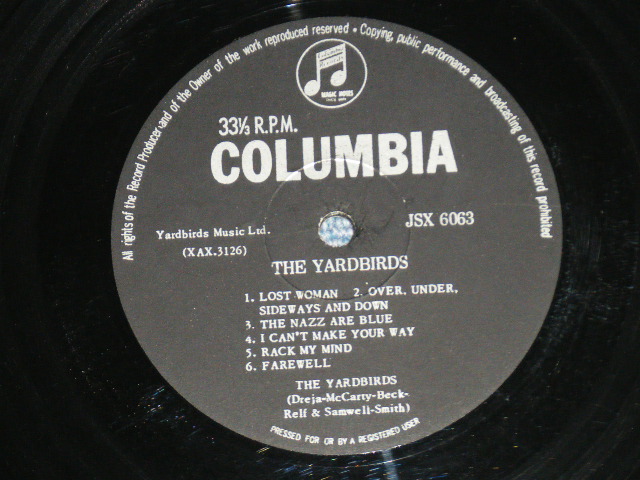 All rights of the Record Producer and of the Owner of the work reproduced reserved • Copying, public performance and broadcasting of this record prohibited
MAGIC NOTES
33⅓ R.P.M.
COLUMBIA
Yardbirds Music Ltd.
(XAX.3126)
JSX 6063
THE YARDBIRDS
1. LOST WOMAN 2. OVER, UNDER,
SIDEWAYS AND DOWN
3. THE NAZZ ARE BLUE
4. I CAN'T MAKE YOUR WAY
5. RACK MY MIND
6. FAREWELL
THE YARDBIRDS
(Dreja-McCarty-Beck-
Relf & Samwell-Smith)
PRESSED FOR OR BY A REGISTERED USER